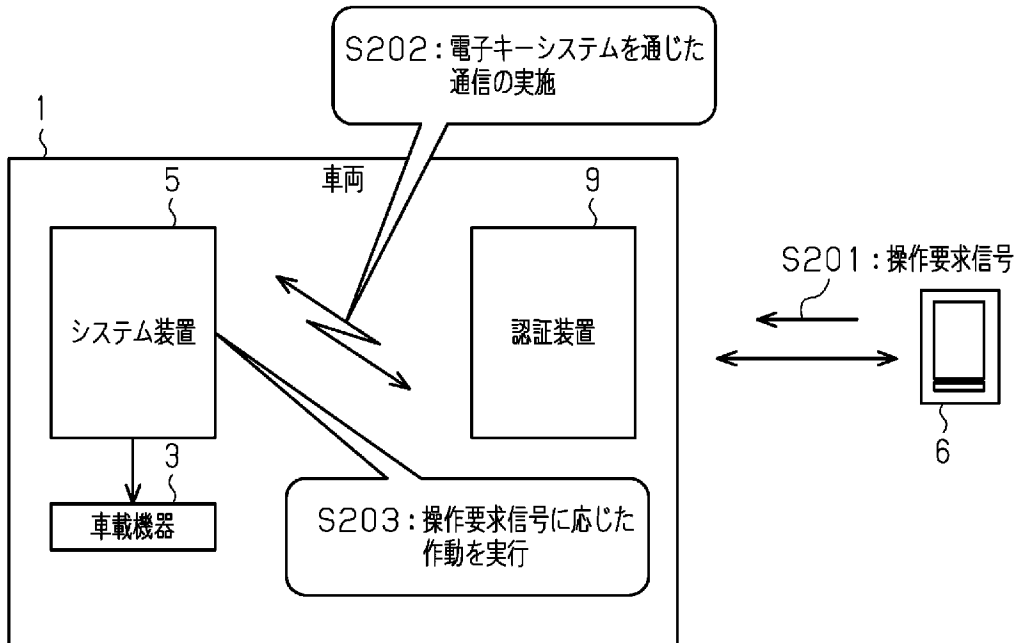 S202:電子キーシステムを通じた
通信の実施
1
車両
5
9
S201:操作要求信号
システム装置
認証装置
6
3
車載機器
S203:操作要求信号に応じた
作動を実行